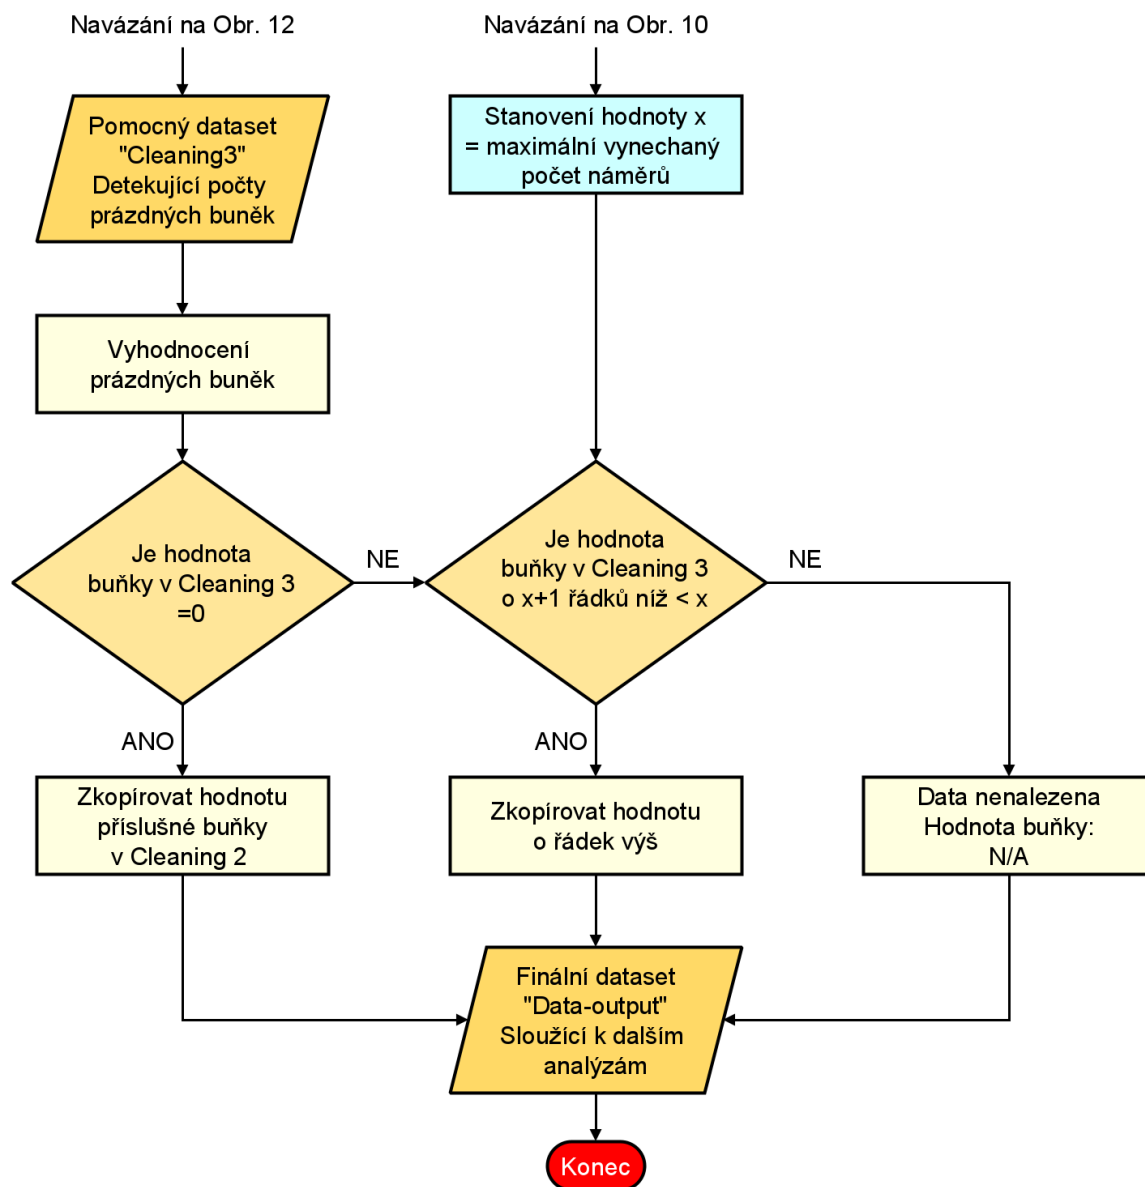 Navázání na Obr. 12
Navázání na Obr. 10
Pomocný dataset
"Cleaning3"
Detekující počty
prázdných buněk
Stanovení hodnoty x
= maximální vynechaný
počet náměrů
Vyhodnocení
prázdných buněk
Je hodnota
buňky v Cleaning 3
=0
NE
Je hodnota
buňky v Cleaning 3
o x+1 řádků níž < x
NE
ANO
ANO
Zkopírovat hodnotu
příslušné buňky
v Cleaning 2
Zkopírovat hodnotu
o řádek výš
Data nenalezena
Hodnota buňky:
N/A
Finální dataset
"Data-output"
Sloužící k dalším
analýzám
Konec